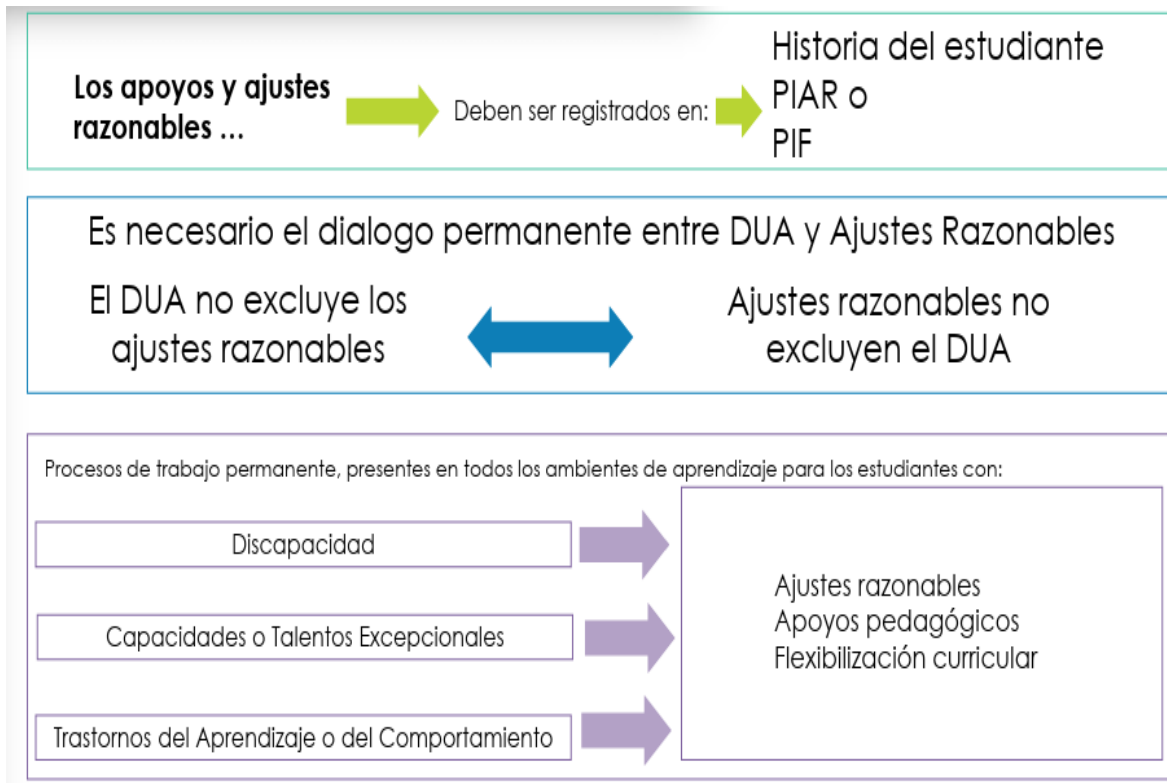 Los apoyos y ajustes
razonables ...
Deben ser registrados en:
Historia del estudiante
PIAR o
PIF
Es necesario el dialogo permanente entre DUA y Ajustes Razonables
El DUA no excluye los
ajustes razonables
Ajustes razonables no
excluyen el DUA
Procesos de trabajo permanente, presentes en todos los ambientes de aprendizaje para los estudiantes con:
Discapacidad
Capacidades o Talentos Excepcionales
Trastornos del Aprendizaje o del Comportamiento
Ajustes razonables
Apoyos pedagógicos
Flexibilización curricular